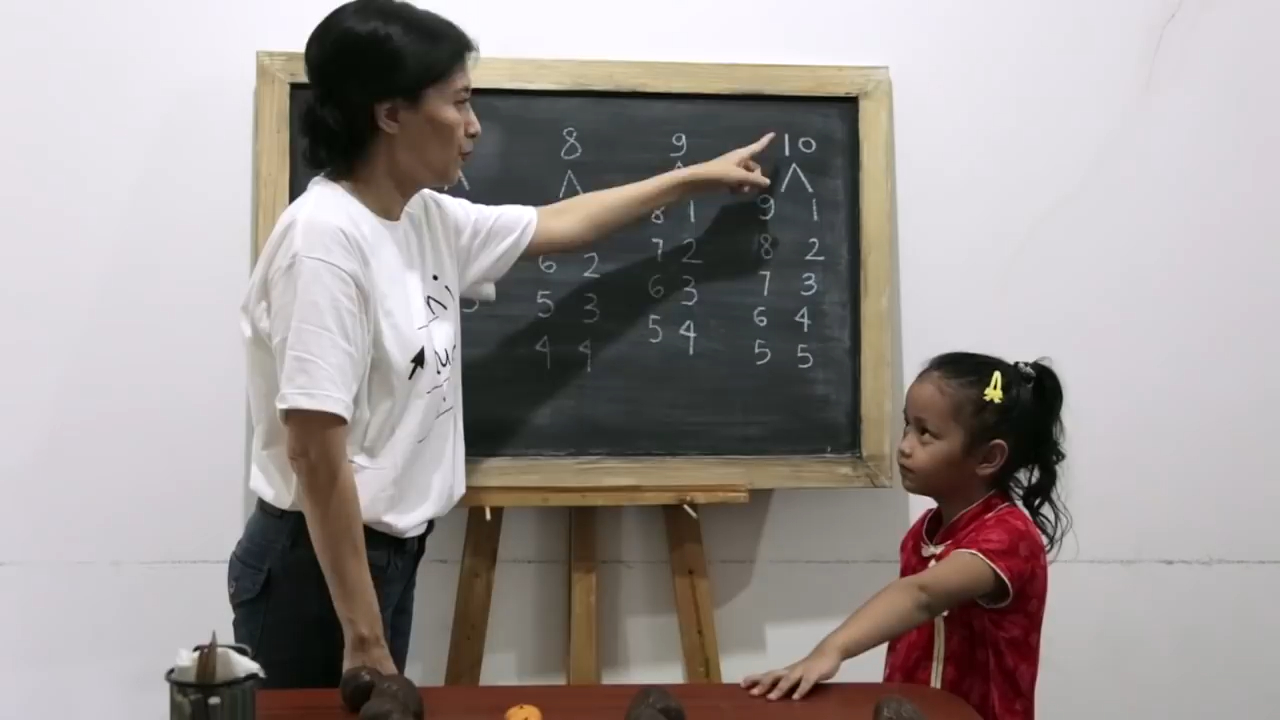 8 9 10
8 1 9 1
6 2 7 2 8 2
5 3 6 3 7 3
4 4 5 4 6 4
5 5